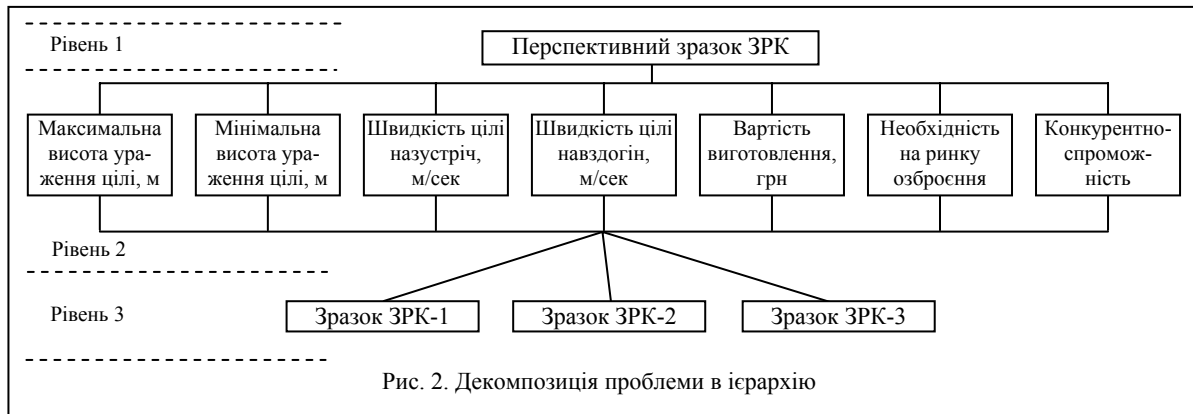 Рівень 1
Перспективний зразок ЗРК
Максимальна
висота ура-
ження цілі, м
Мінімальна
висота ура-
ження цілі, м
Швидкість цілі
назустріч,
м/сек
Швидкість цілі
навздогін,
м/сек
Вартість
виготовлення,
грн
Необхідність
на ринку
озброєння
Конкурентно-
спромож-
ність
Рівень 2
Рівень 3
Зразок ЗРК-1
Зразок ЗРК-2
Зразок ЗРК-3
Рис. 2. Декомпозиція проблеми в ієрархію